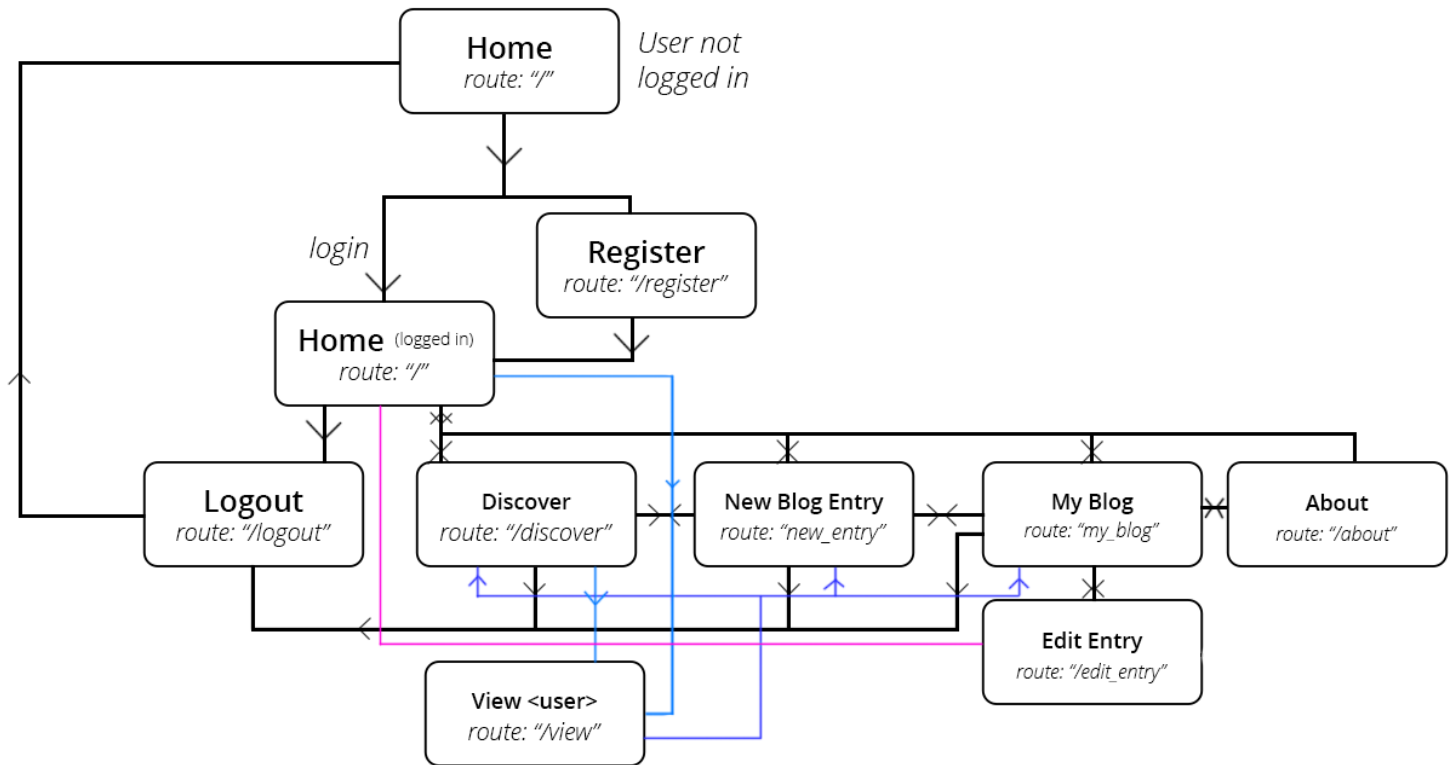 Home
route: “/”
User not
logged in
login
Register
route: “/register”
Home (logged in)
route: “/”
Logout
route: “/logout”
Discover
route: “/discover”
New Blog Entry
route: “new_entry”
My Blog
route: “my_blog”
About
route: “/about”
Edit Entry
route: “/edit_entry”
View <user>
route: “/view”